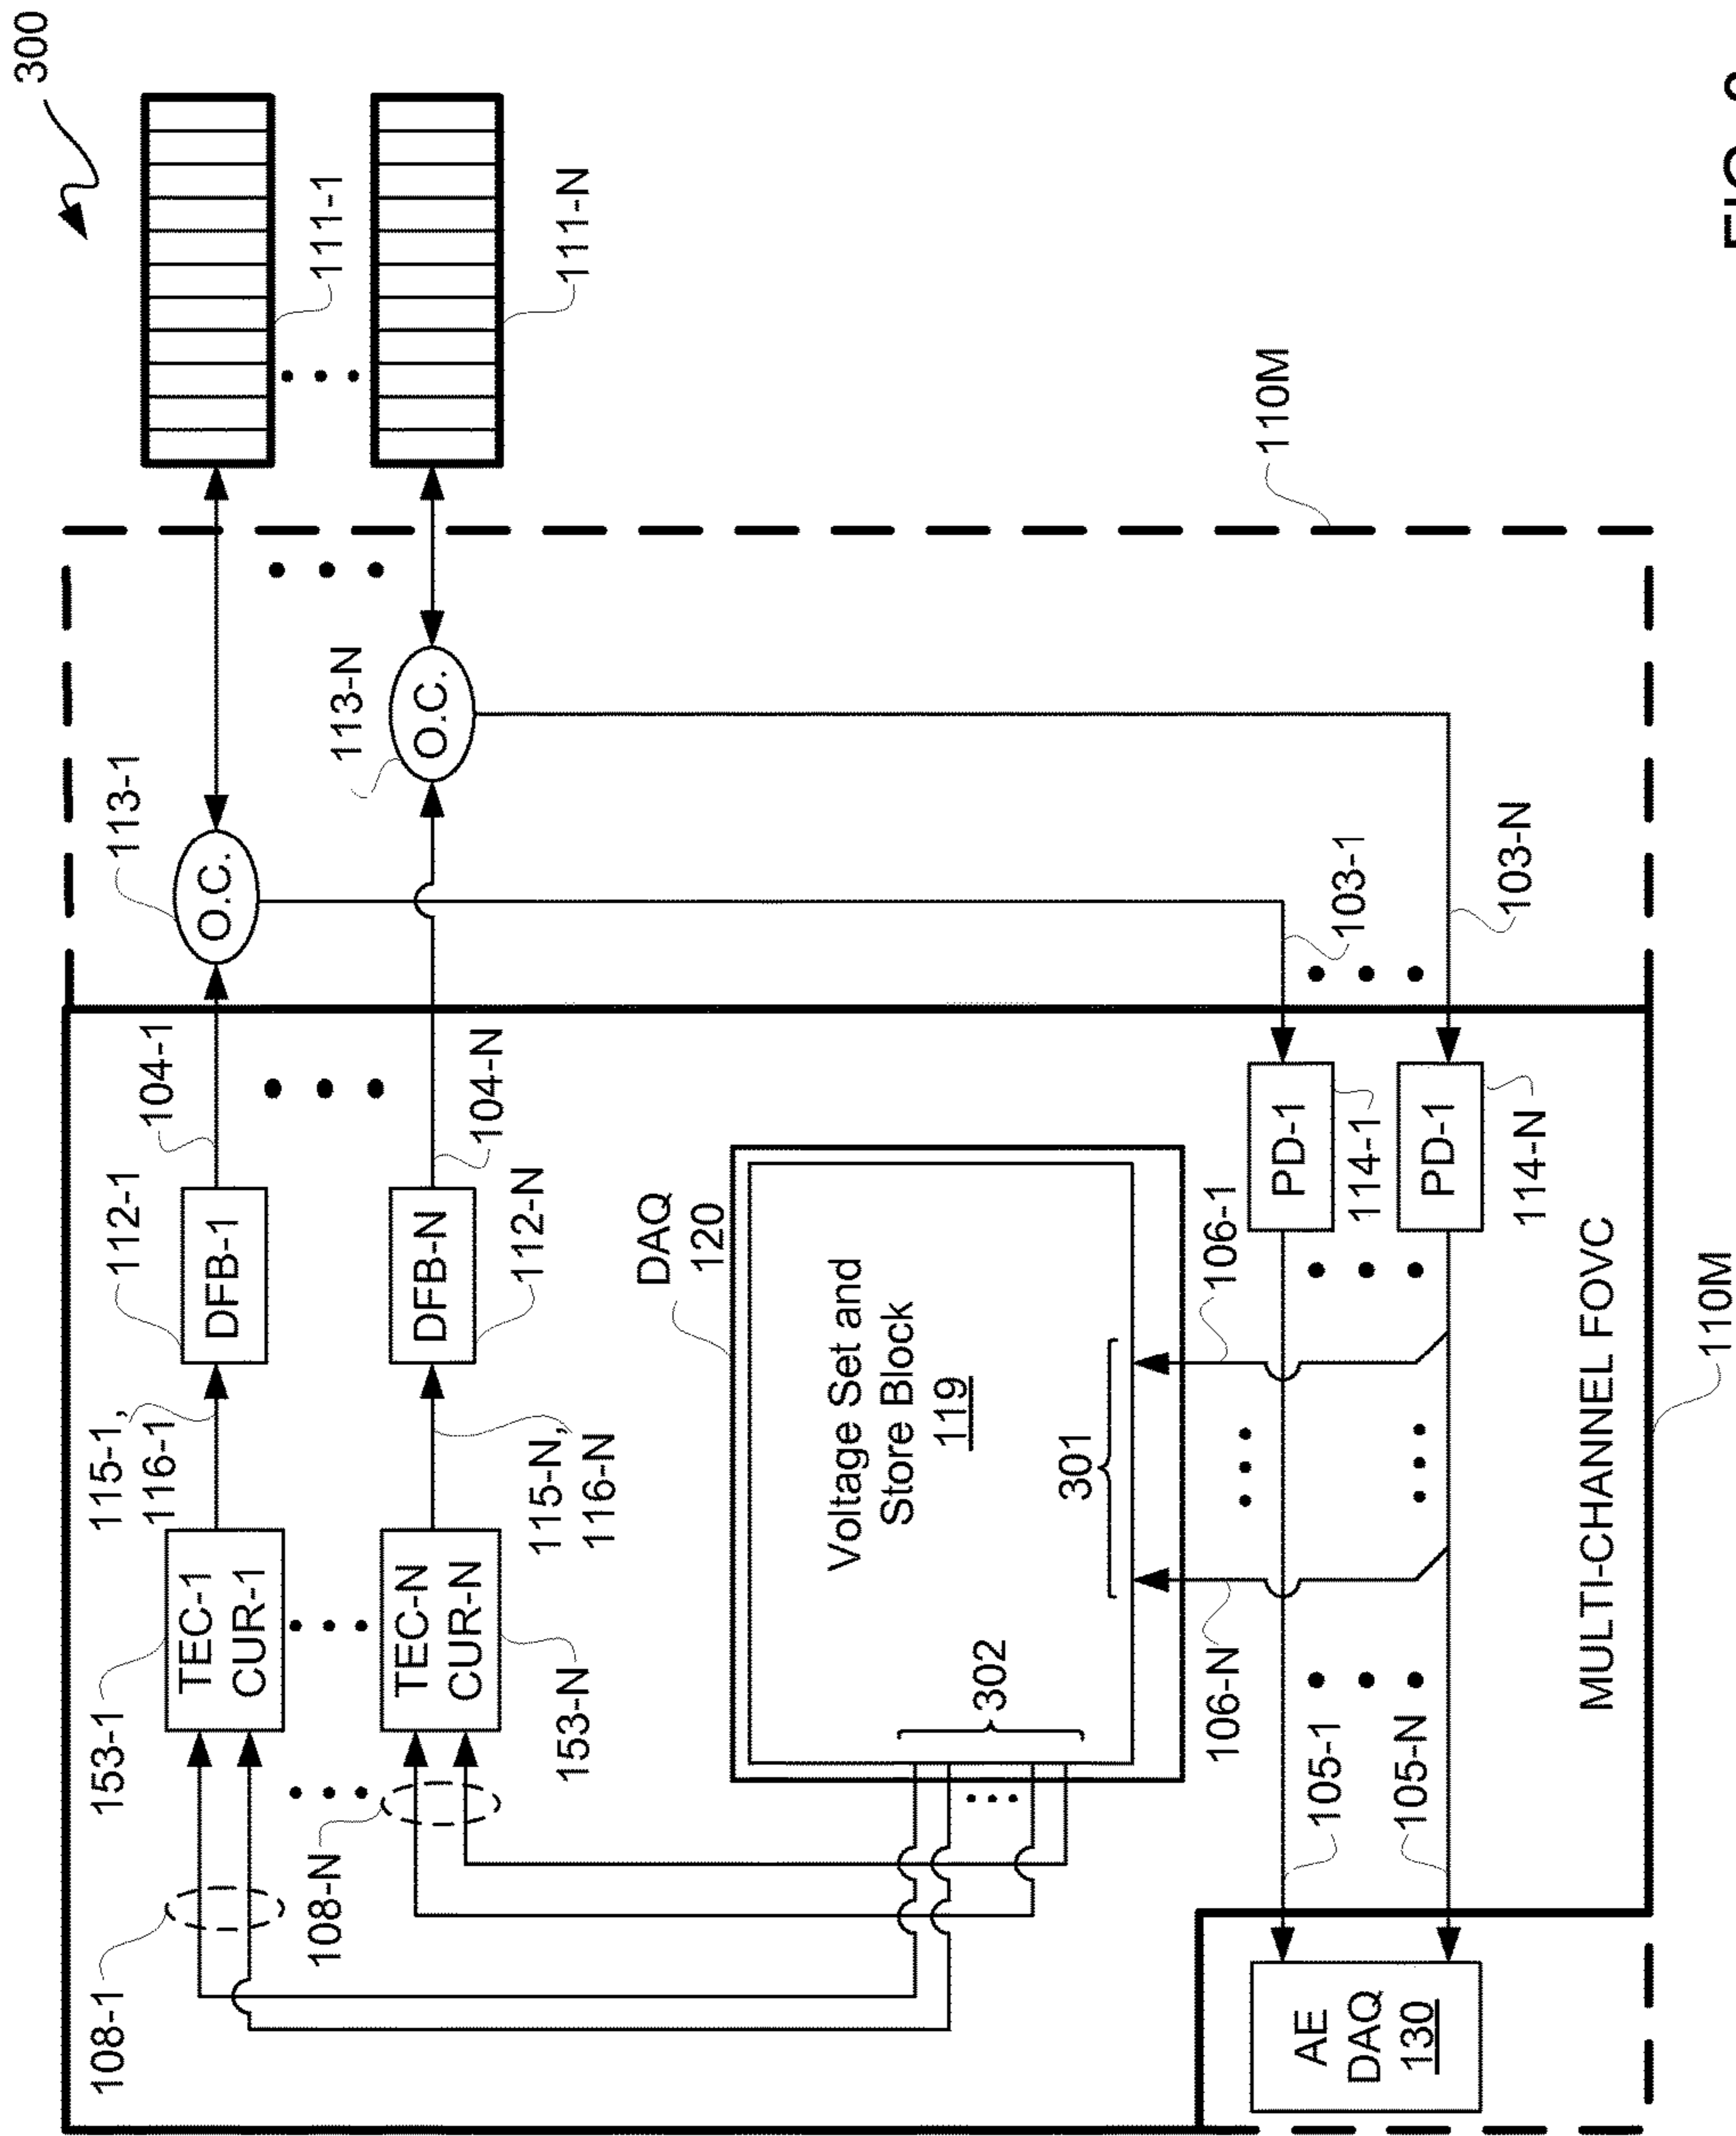 300
111-1
111-N
110M
113-1
O.C.
113-N
O.C.
103-1
103-N
104-1
104-N
112-1
DFB-1
DFB-N
112-N
115-1,
116-1
115-N,
116-N
153-1
TEC-1
CUR-1
TEC-N
CUR-N
153-N
108-1
108-N
DAQ
120
Voltage Set and
Store Block
119
301
302
PD-1
114-1
PD-1
114-N
106-1
106-N
105-1
105-N
AE
DAQ
130
MULTI-CHANNEL FOVC
110M